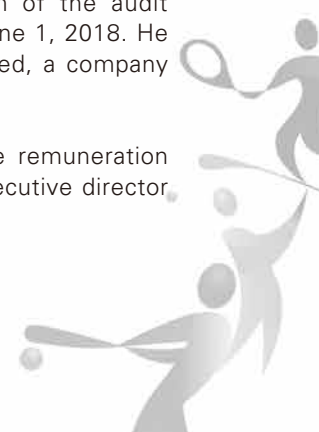 of the audit
ne 1, 2018. He
ed, a company
remuneration
ecutive director